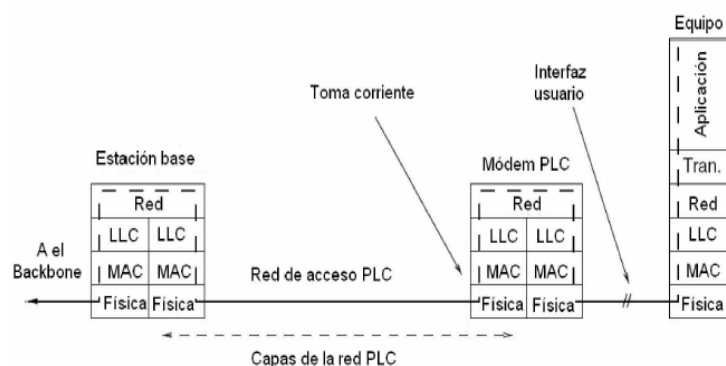 Equipo
Interfaz
usuario
Toma corriente
Aplicación
Estación base
Módem PLC
Tran.
Red
Red
Red
LLC LLC
LLC LLC
LLC
A el
Backbone
MAC MAC
Red de acceso PLC
MAC MAC
MAC
Física Física
Física Física
Física
Capas de la red PLC